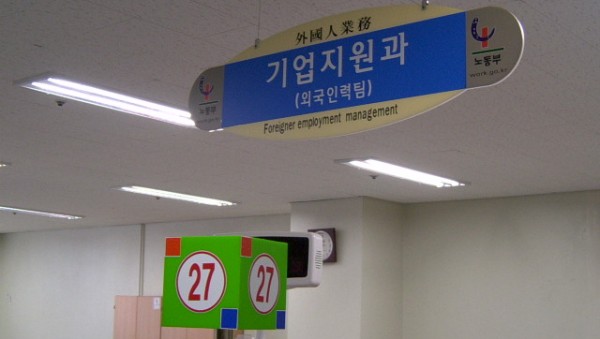 外國人業務
기업지원과
(외국인력팀)
Foreigner employment management
노동부
노동부
27
27